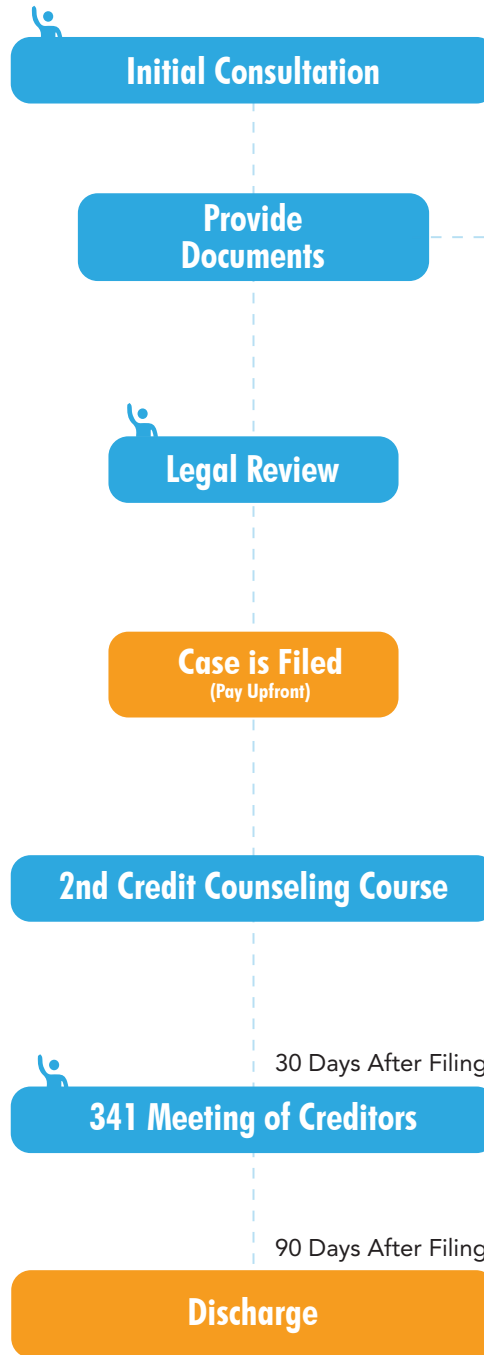 Initial Consultation
Provide
Documents
Legal Review
Case is Filed
(Pay Upfront)
2nd Credit Counseling Course
30 Days After Filing
341 Meeting of Creditors
90 Days After Filing
Discharge